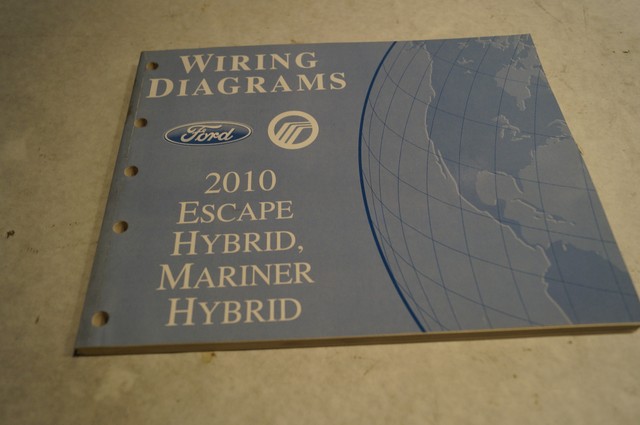 WIRING
DIAGRAMS
Ford
2010
ESCAPE
HYBRID,
MARINER
HYBRID